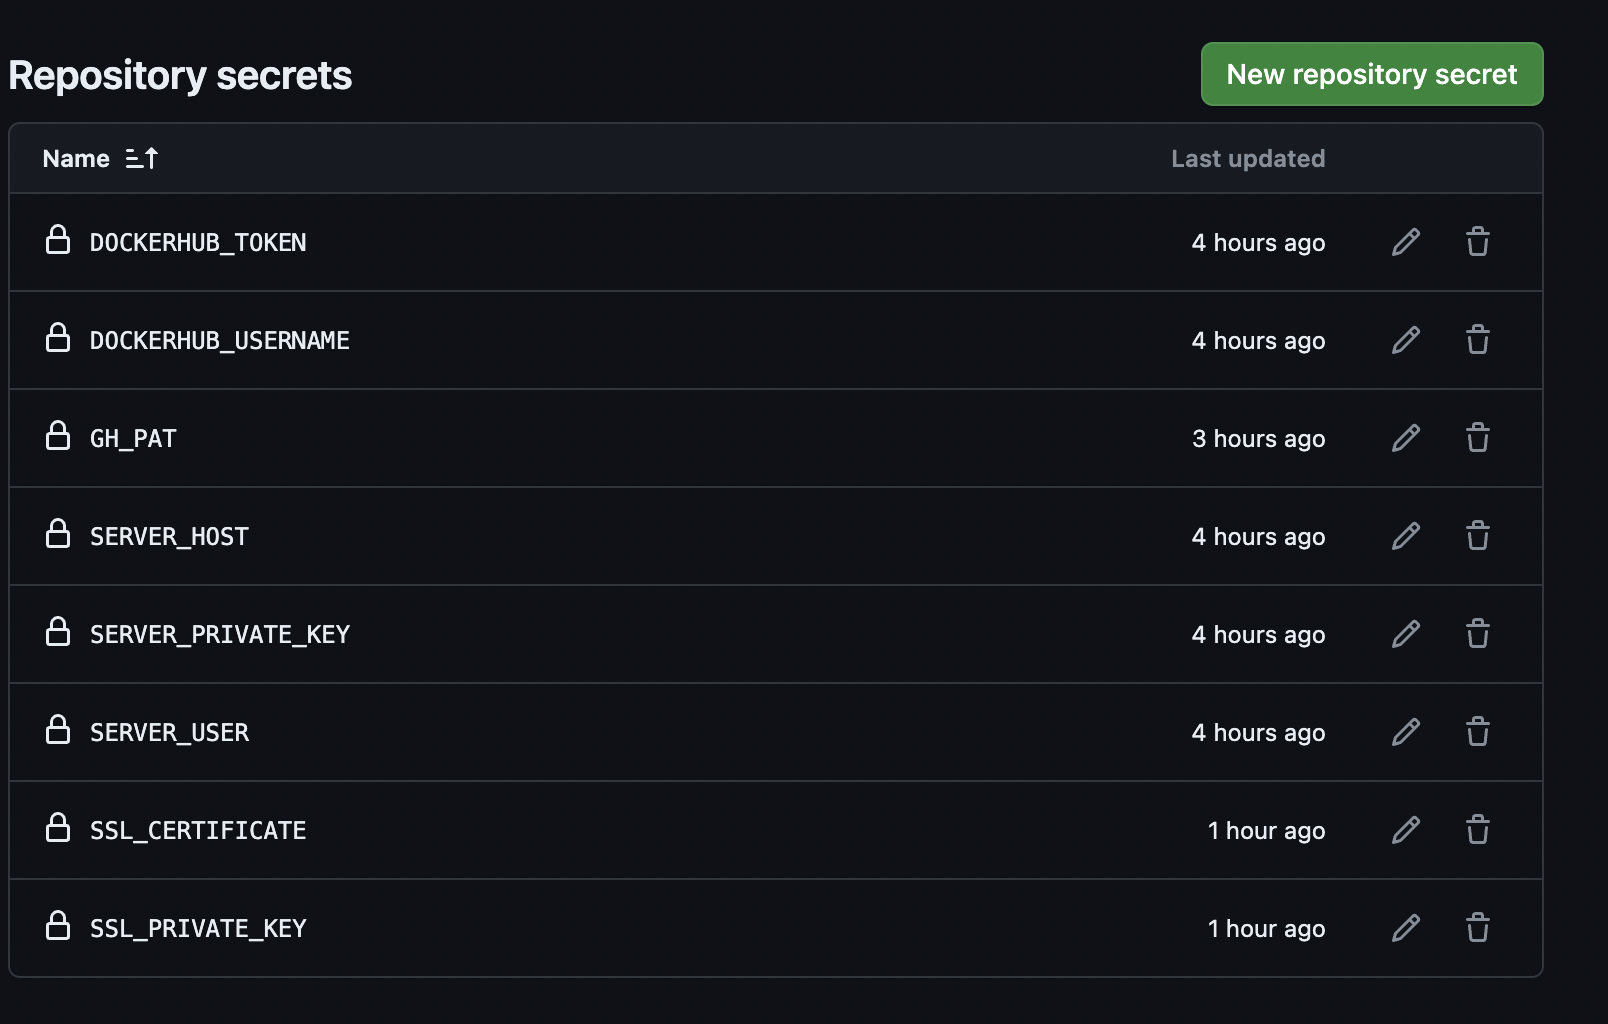 Repository secrets
New repository secret
Name
Last updated
DOCKERHUB_TOKEN
4 hours ago
DOCKERHUB_USERNAME
4 hours ago
GH_PAT
3 hours ago
SERVER_HOST
4 hours ago
SERVER_PRIVATE_KEY
4 hours ago
SERVER_USER
4 hours ago
SSL_CERTIFICATE
1 hour ago
SSL_PRIVATE_KEY
1 hour ago